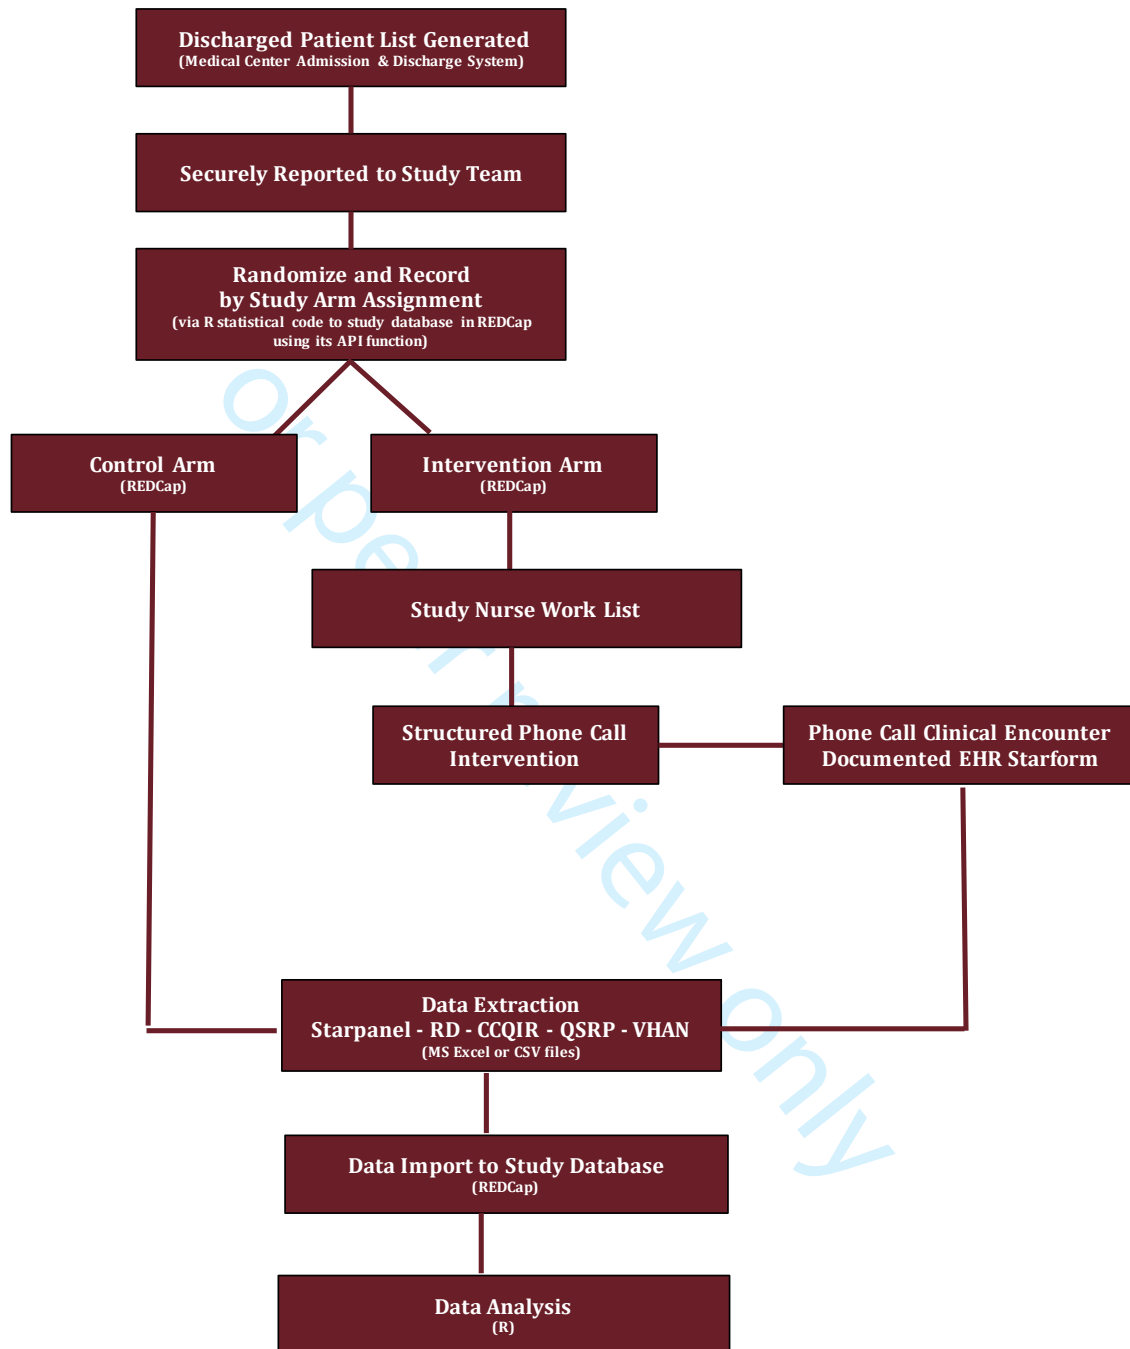 Discharged Patient List Generated
(Medical Center Admission & Discharge System)
Securely Reported to Study Team
Randomize and Record
by Study Arm Assignment
(via R statistical code to study database in REDCap
using its API function)
Control Arm
(REDCap)
Intervention Arm
(REDCap)
Study Nurse Work List
Structured Phone Call
Intervention
Phone Call Clinical Encounter
Documented EHR Starform
Data Extraction
Starpanel - RD - CCQIR - QSRP - VHAN
(MS Excel or CSV files)
Data Import to Study Database
(REDCap)
Data Analysis
(R)
or peer review only